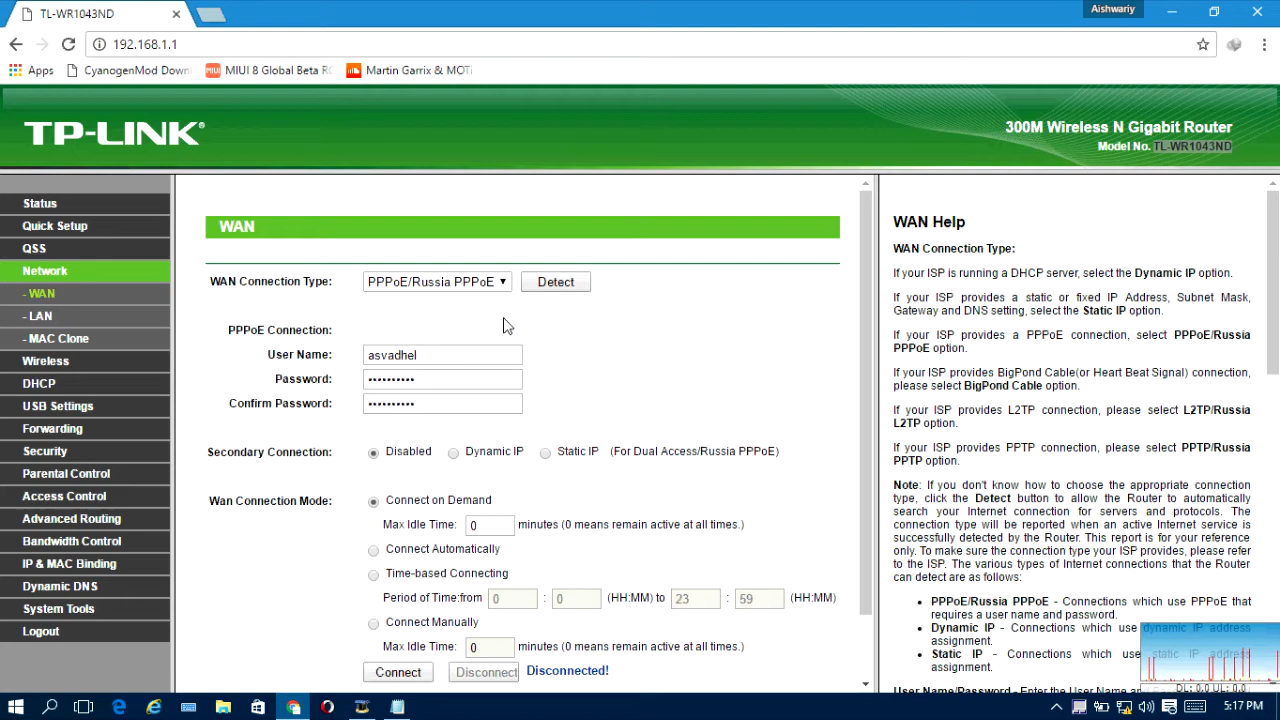 TL-WR1043ND
Aishwariy
192.168.1.1
Apps CyanogenMod Down MIUI 8 Global Beta RO Martin Garrix & MOTi
TP-LINK®
300M Wireless N Gigabit Router
Model No. TL-WR1043ND
Status
Quick Setup
QSS
Network
- WAN
- LAN
- MAC Clone
Wireless
DHCP
USB Settings
Forwarding
Security
Parental Control
Access Control
Advanced Routing
Bandwidth Control
IP & MAC Binding
Dynamic DNS
System Tools
Logout
WAN
WAN Connection Type: PPPoE/Russia PPPoE Detect
PPPoE Connection:
User Name: asvadhel
Password: ••••••••••
Confirm Password: ••••••••••
Secondary Connection: Disabled Dynamic IP Static IP (For Dual Access/Russia PPPoE)
Wan Connection Mode: Connect on Demand
Max Idle Time: 0 minutes (0 means remain active at all times.)
Connect Automatically
Time-based Connecting
Period of Time:from 0 : 0 (HH:MM) to 23 : 59 (HH:MM)
Connect Manually
Max Idle Time: 0 minutes (0 means remain active at all times.)
Connect Disconnect Disconnected!
WAN Help
WAN Connection Type:
If your ISP is running a DHCP server, select the Dynamic IP option.
If your ISP provides a static or fixed IP Address, Subnet Mask,
Gateway and DNS setting, select the Static IP option.
If your ISP provides a PPPoE connection, select PPPoE/Russia
PPPoE option.
If your ISP provides BigPond Cable(or Heart Beat Signal) connection,
please select BigPond Cable option.
If your ISP provides L2TP connection, please select L2TP/Russia
L2TP option.
If your ISP provides PPTP connection, please select PPTP/Russia
PPTP option.
Note: If you don't know how to choose the appropriate connection
type, click the Detect button to allow the Router to automatically
search your Internet connection for servers and protocols. The
connection type will be reported when an active Internet service is
successfully detected by the Router. This report is for your reference
only. To make sure the connection type your ISP provides, please refer
to the ISP. The various types of Internet connections that the Router
can detect are as follows:
• PPPoE/Russia PPPoE - Connections which use PPPoE that
requires a user name and password.
• Dynamic IP - Connections which use dynamic IP address
assignment.
• Static IP - Connections which use static IP address
assignment.
User Name/Password - Enter the User Name and
DL: 0.0 UL: 0.0
5:17 PM